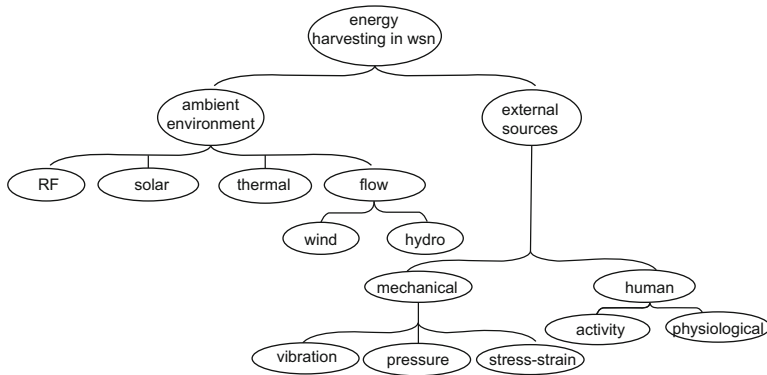 energy
harvesting in wsn
ambient
environment
external
sources
RF
solar
thermal
flow
wind
hydro
mechanical
human
activity
physiological
vibration
pressure
stress-strain